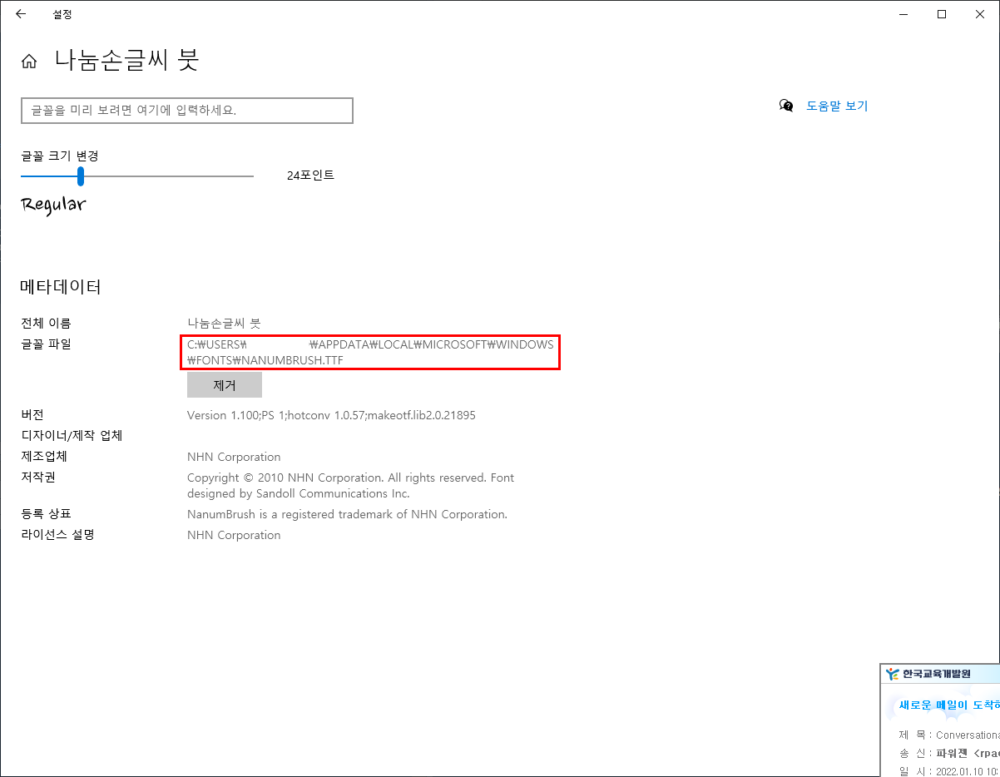 설정
나눔손글씨 붓
글꼴을 미리 보려면 여기에 입력하세요.
도움말 보기
글꼴 크기 변경
24포인트
Regular
메타데이터
전체 이름 나눔손글씨 붓
글꼴 파일 C:₩USERS₩ ₩APPDATA₩LOCAL₩MICROSOFT₩WINDOWS
₩FONTS₩NANUMBRUSH.TTF
제거
버전 Version 1.100;PS 1;hotconv 1.0.57;makeotf.lib2.0.21895
디자이너/제작 업체
제조업체 NHN Corporation
저작권 Copyright © 2010 NHN Corporation. All rights reserved. Font
designed by Sandoll Communications Inc.
등록 상표 NanumBrush is a registered trademark of NHN Corporation.
라이선스 설명 NHN Corporation
한국교육개발원
새로운 메일이
제 목 : Conversationa
송 신 : 파워젠 <rpa
일 시 : 2022.01.10 10: